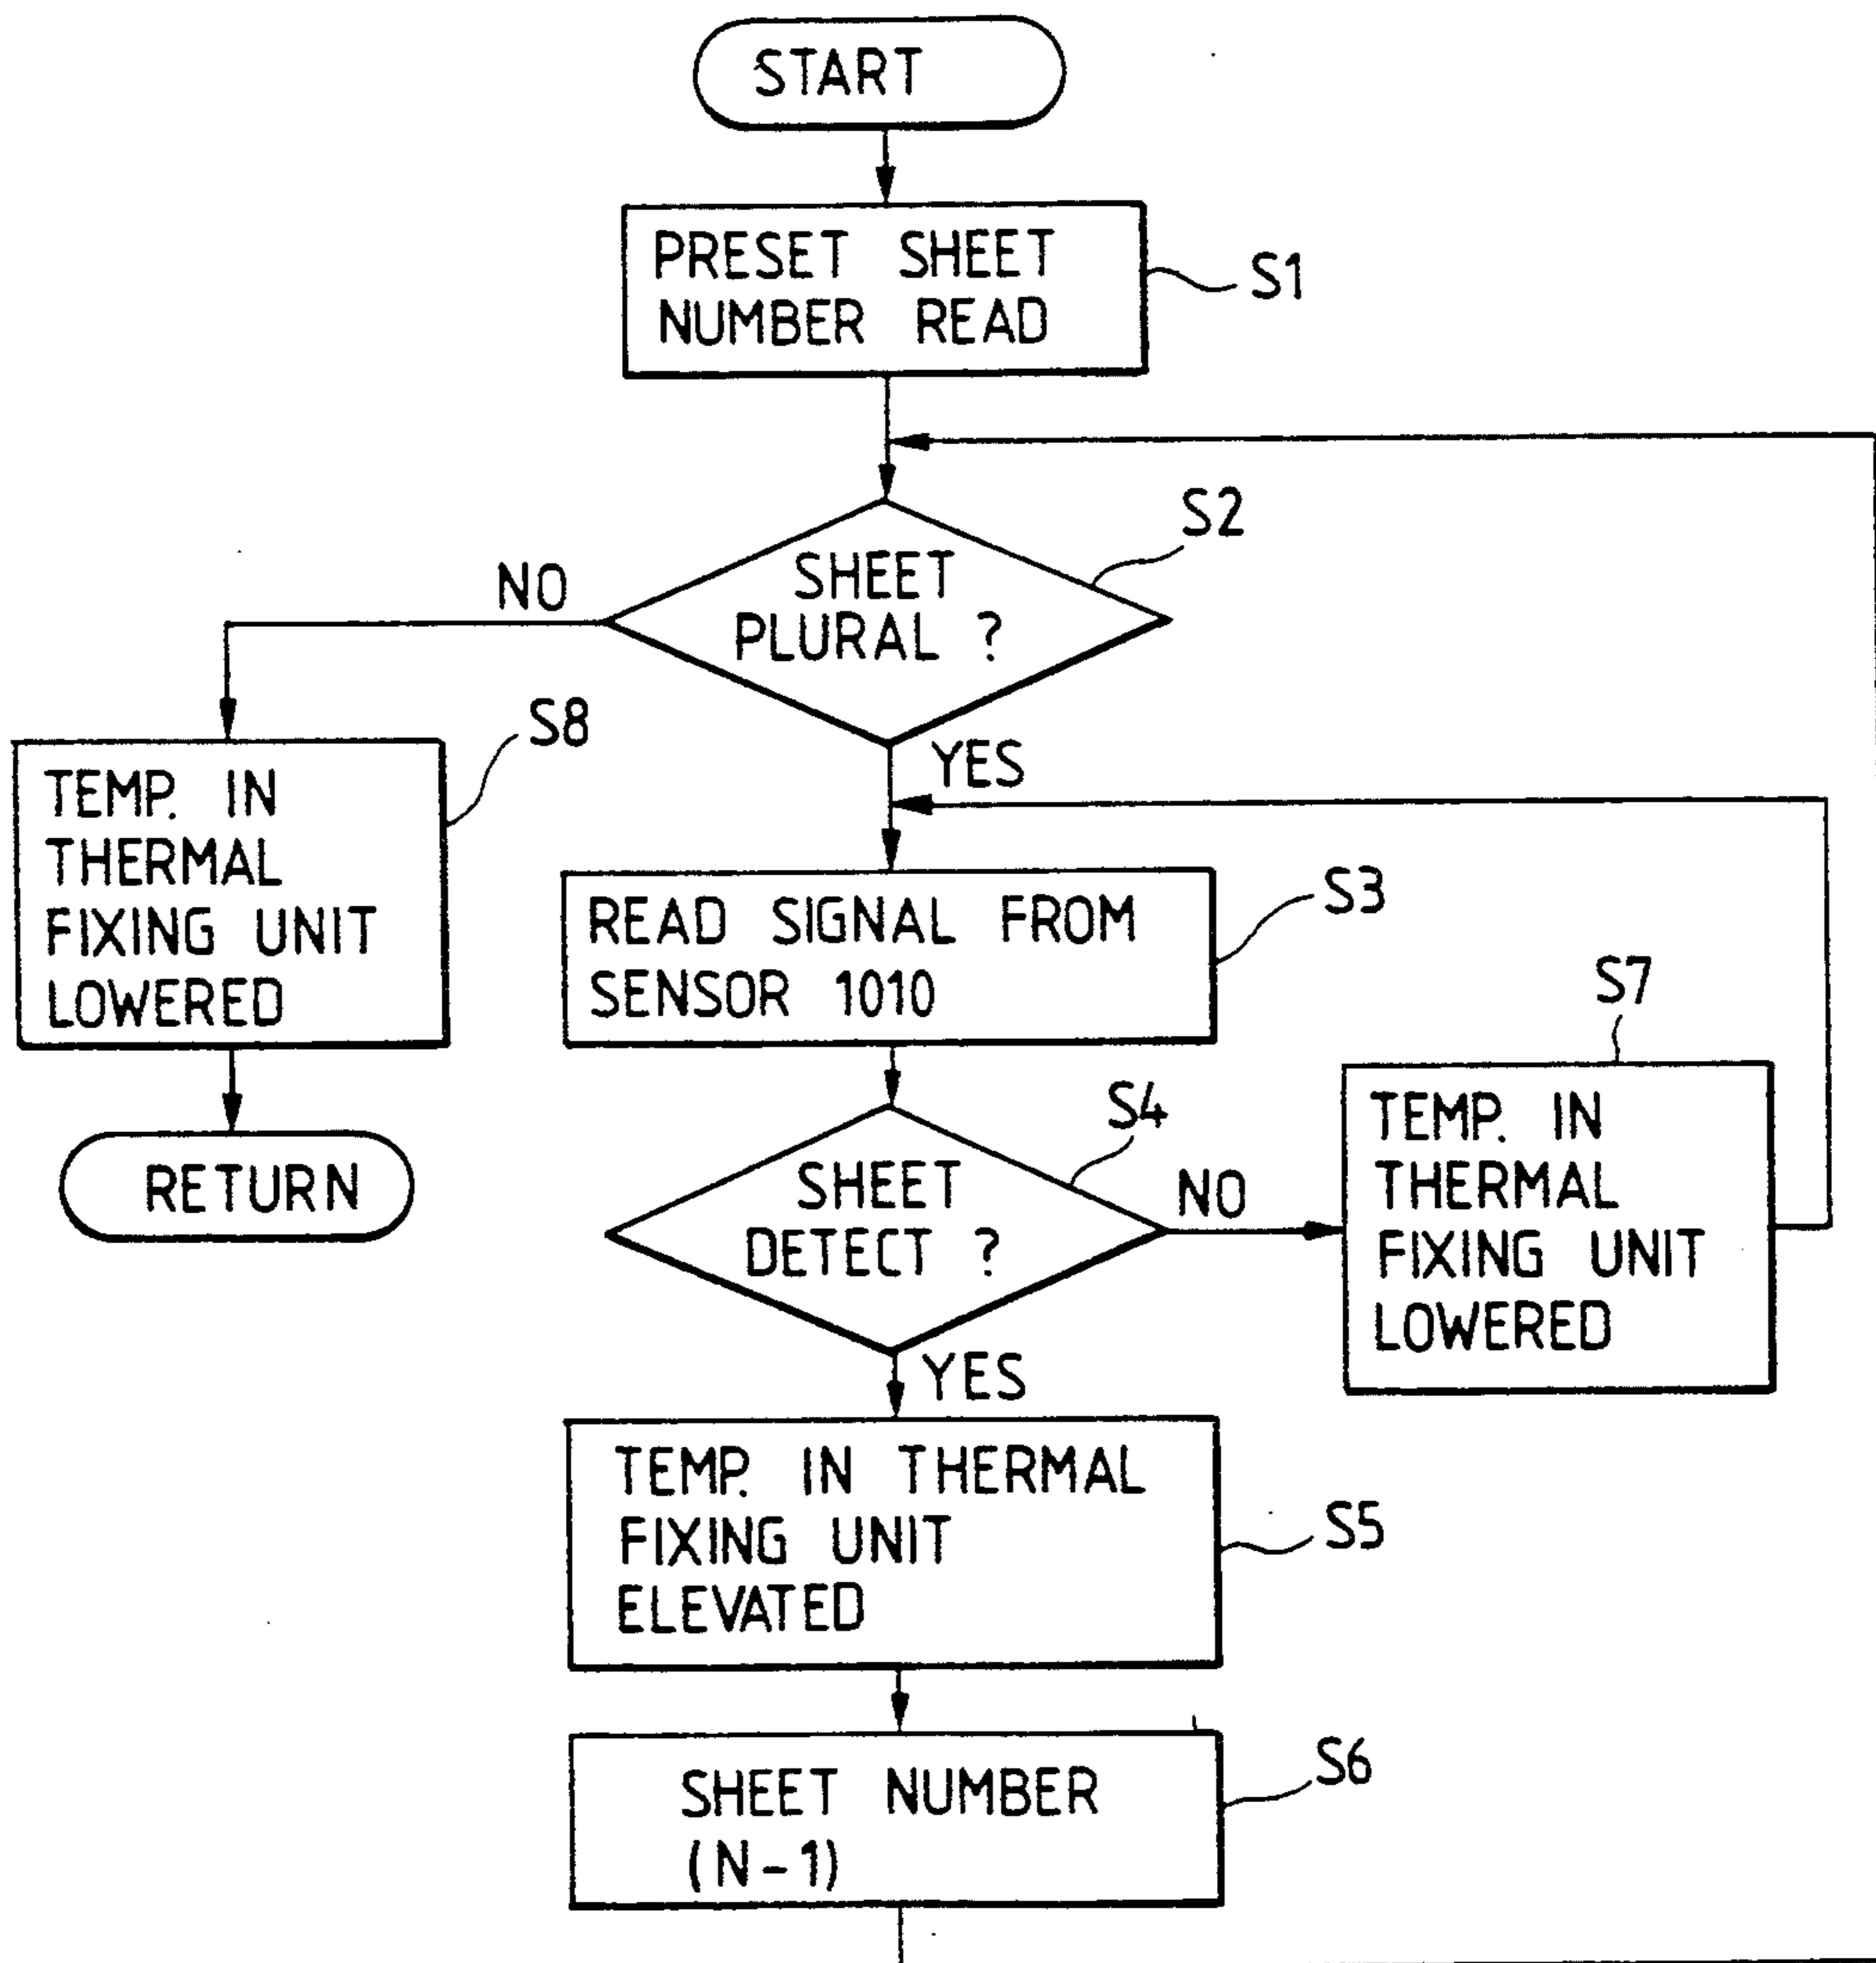 START
PRESET SHEET
NUMBER READ
S1
S2
SHEET
PLURAL ?
NO
YES
S8
TEMP. IN
THERMAL
FIXING UNIT
LOWERED
RETURN
S3
READ SIGNAL FROM
SENSOR 1010
S4
SHEET
DETECT ?
NO
YES
S7
TEMP. IN
THERMAL
FIXING UNIT
LOWERED
TEMP. IN THERMAL
FIXING UNIT
ELEVATED
S5
SHEET NUMBER
(N-1)
S6